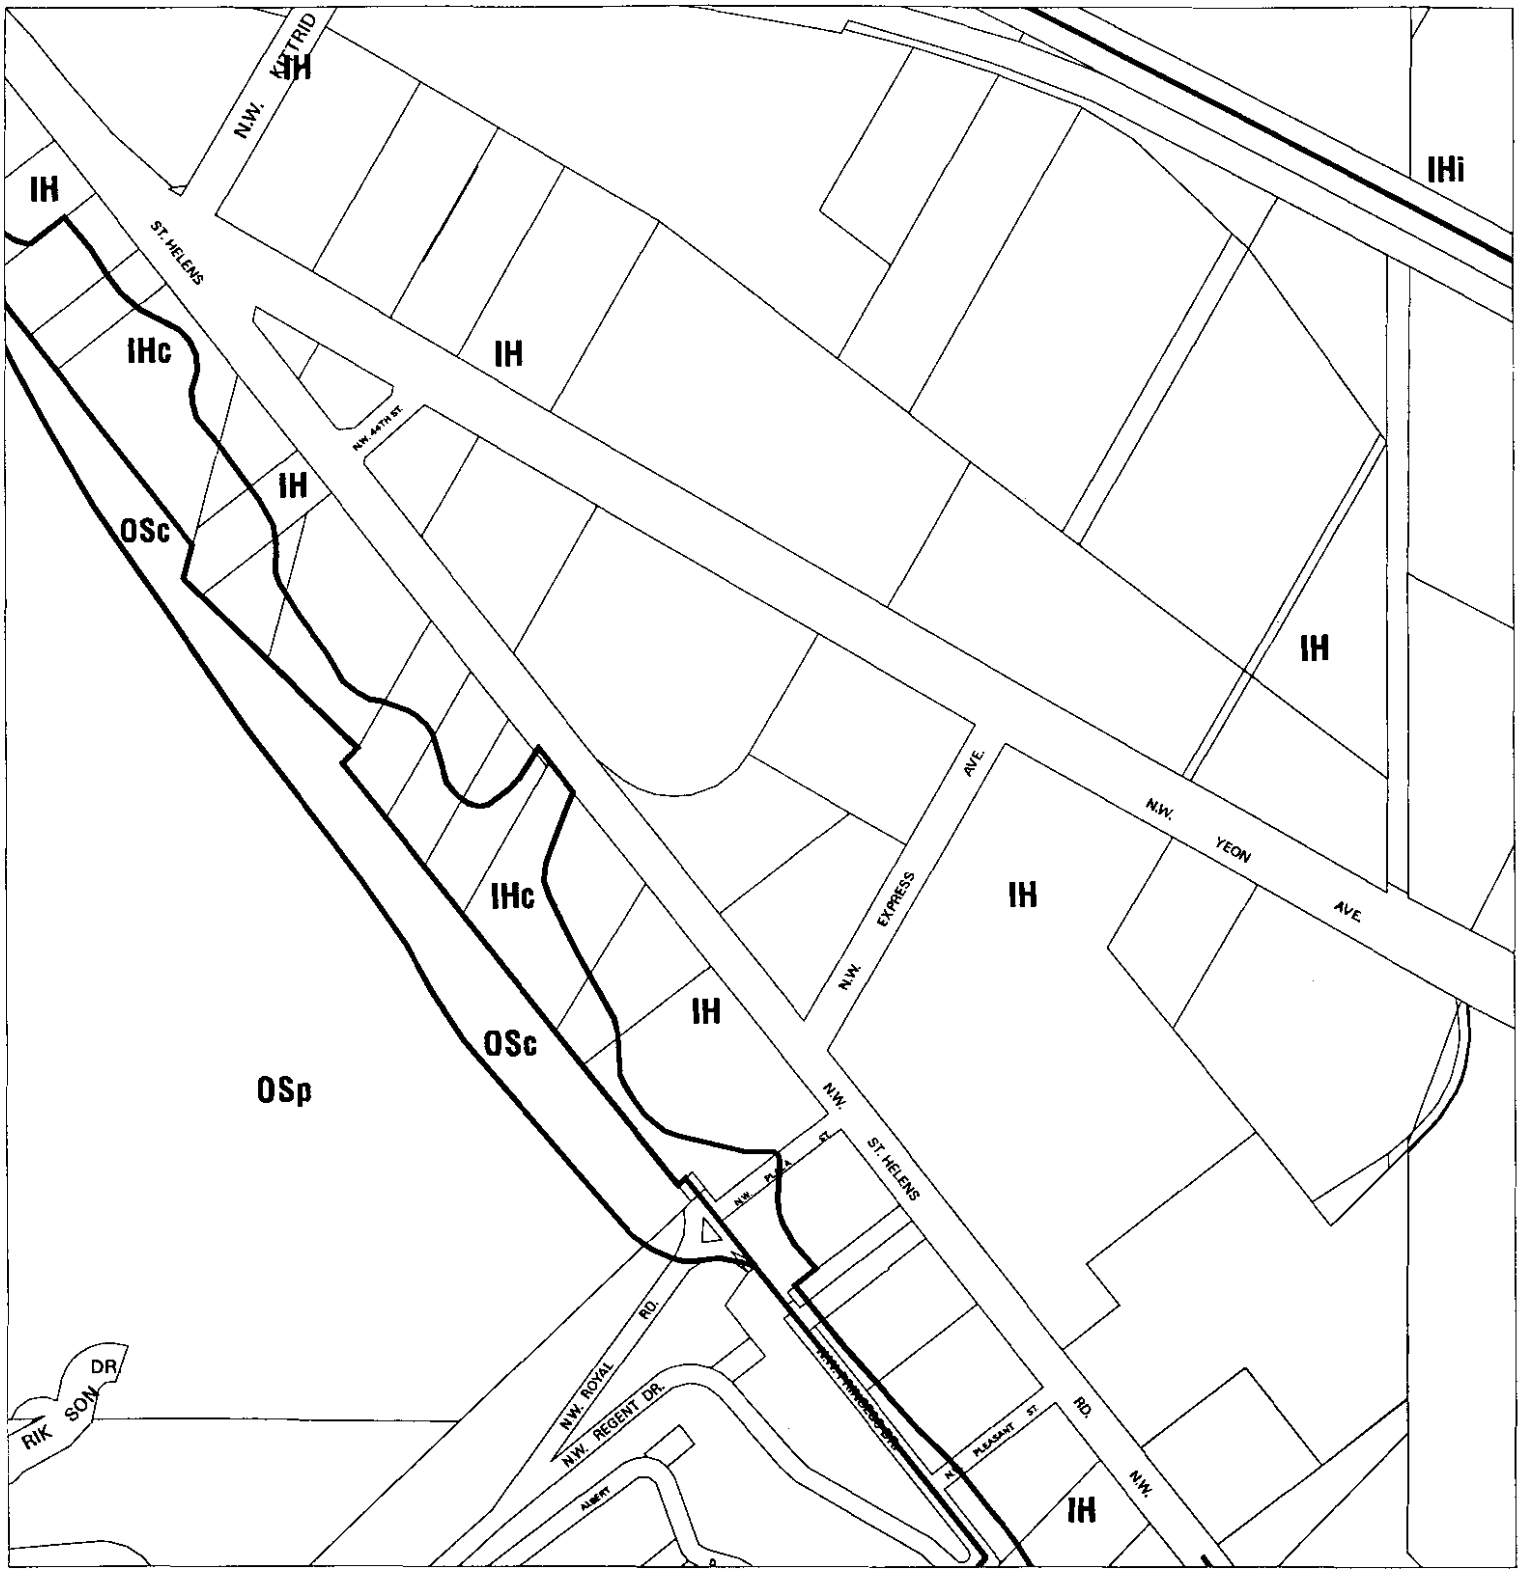 N.W. KITTRID
IH
IHi
IH
ST. HELENS
IHc
IH
N.W. 44TH ST.
IH
OSc
IH
N.W. EXPRESS AVE.
N.W. YEON AVE.
IHc
IH
IH
OSc
OSp
N.W. ST. HELENS RD.
N.W. PLAZA ST.
N.W. ROYAL RD.
N.W. REGENT DR.
N.W. PRINCESS DR.
RIK SON DR.
PLEASANT ST.
N.W.
ALBERT
IH